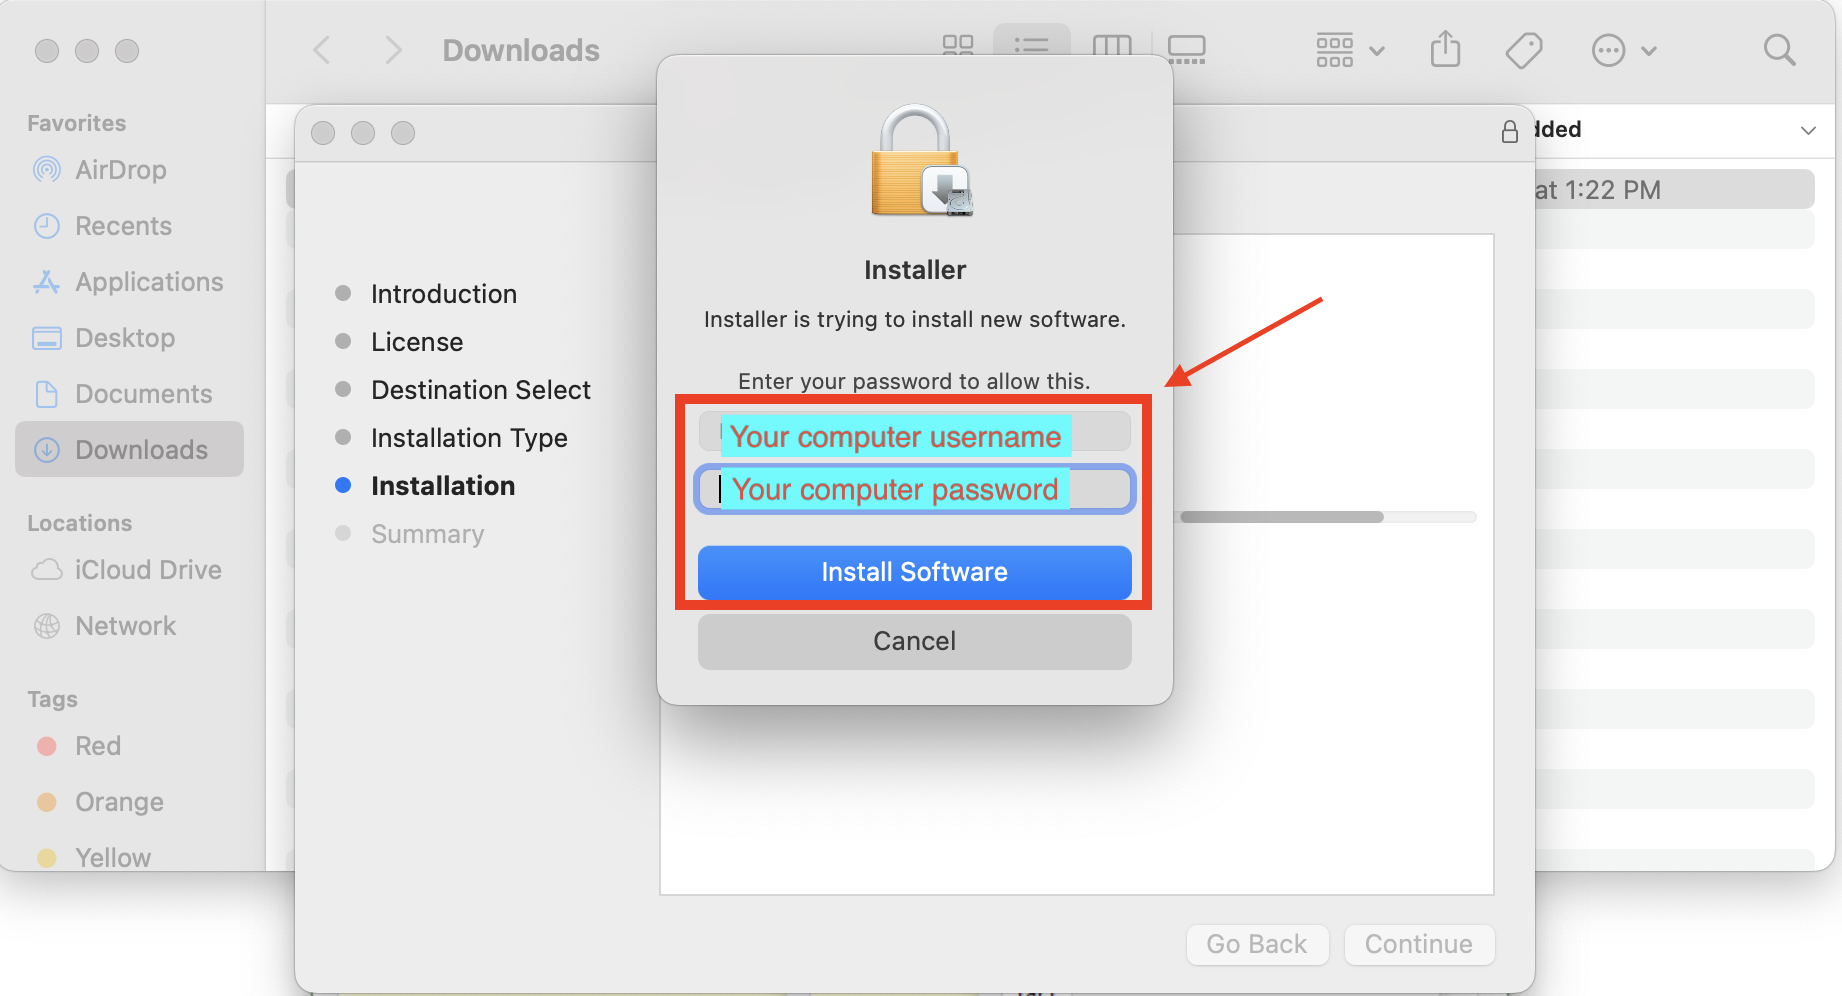 Downloads
Favorites
AirDrop
Recents
Applications
Desktop
Documents
Downloads
Locations
iCloud Drive
Network
Tags
Red
Orange
Yellow
dded
at 1:22 PM
Introduction
License
Destination Select
Installation Type
Installation
Summary
Installer
Installer is trying to install new software.
Enter your password to allow this.
Your computer username
Your computer password
Install Software
Cancel
Go Back
Continue